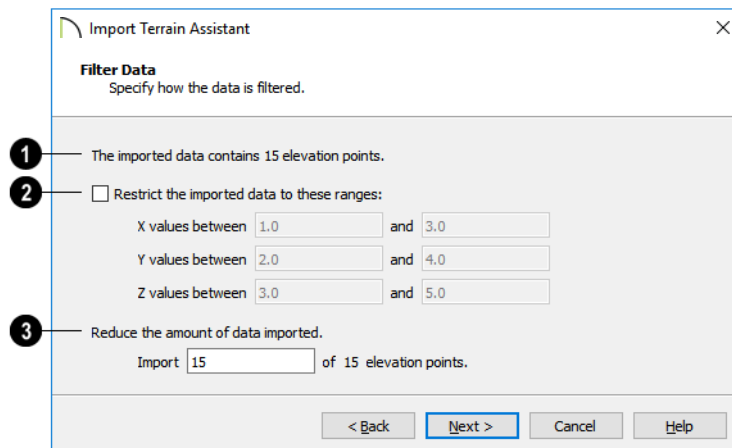 Import Terrain Assistant
Filter Data
Specify how the data is filtered.
1 The imported data contains 15 elevation points.
2 Restrict the imported data to these ranges:
X values between 1.0 and 3.0
Y values between 2.0 and 4.0
Z values between 3.0 and 5.0
3 Reduce the amount of data imported.
Import 15 of 15 elevation points.
< Back Next > Cancel Help